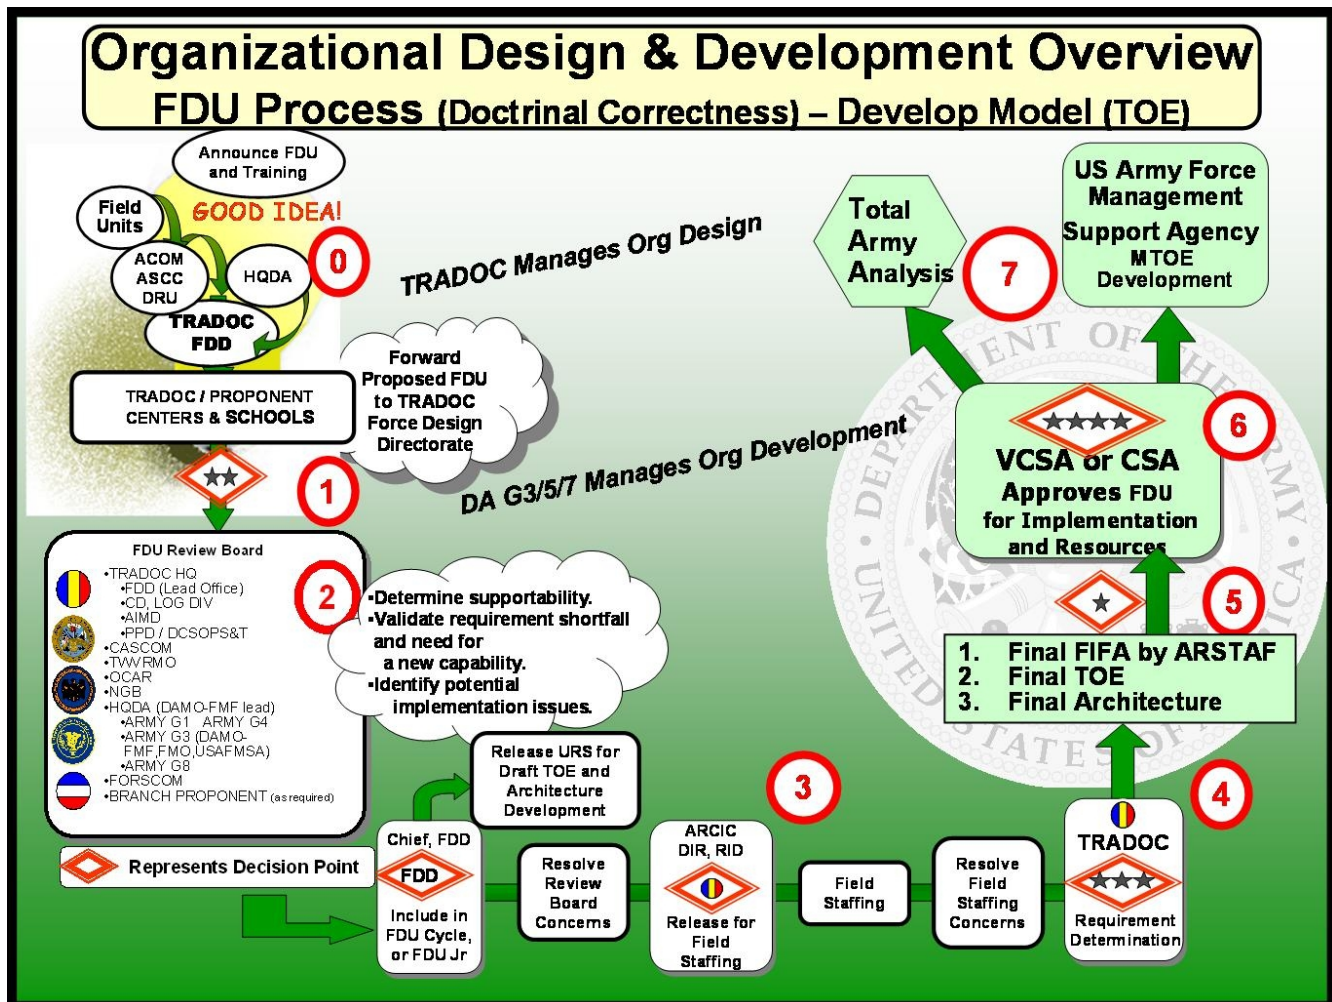 Organizational Design & Development Overview
FDU Process (Doctrinal Correctness) – Develop Model (TOE)
Announce FDU
and Training
Field
Units
GOOD IDEA!
0
ACOM
ASCC
DRU
HQDA
TRADOC
FDD
TRADOC / PROPONENT
CENTERS & SCHOOLS
Forward
Proposed FDU
to TRADOC
Force Design
Directorate
1
TRADOC Manages Org Design
DA G3/5/7 Manages Org Development
FDU Review Board
•TRADOC HQ
•FDD (Lead Office)
•CD, LOG DIV
•AIMD
•PPD / DCSOPS&T
•CASCOM
•TWVRMO
•OCAR
•NGB
•HQDA (DAMO-FMF lead)
•ARMY G1 ARMY G4
•ARMY G3 (DAMO-
FMF,FMO,USAFMSA)
•ARMY G8
•FORSCOM
•BRANCH PROPONENT (as required)
2
•Determine supportability.
•Validate requirement shortfall
and need for
a new capability.
•Identify potential
implementation issues.
Represents Decision Point
Release URS for
Draft TOE and
Architecture
Development
Chief, FDD
FDD
Include in
FDU Cycle,
or FDU Jr
Resolve
Review
Board
Concerns
3
ARCIC
DIR, RID
Release for
Field
Staffing
Field
Staffing
Resolve
Field
Staffing
Concerns
4
TRADOC
Requirement
Determination
5
1. Final FIFA by ARSTAF
2. Final TOE
3. Final Architecture
6
VCSA or CSA
Approves FDU
for Implementation
and Resources
7
Total
Army
Analysis
US Army Force
Management
Support Agency
MTOE
Development
DEPARTMENT OF THE ARMY
UNITED STATES OF AMERICA